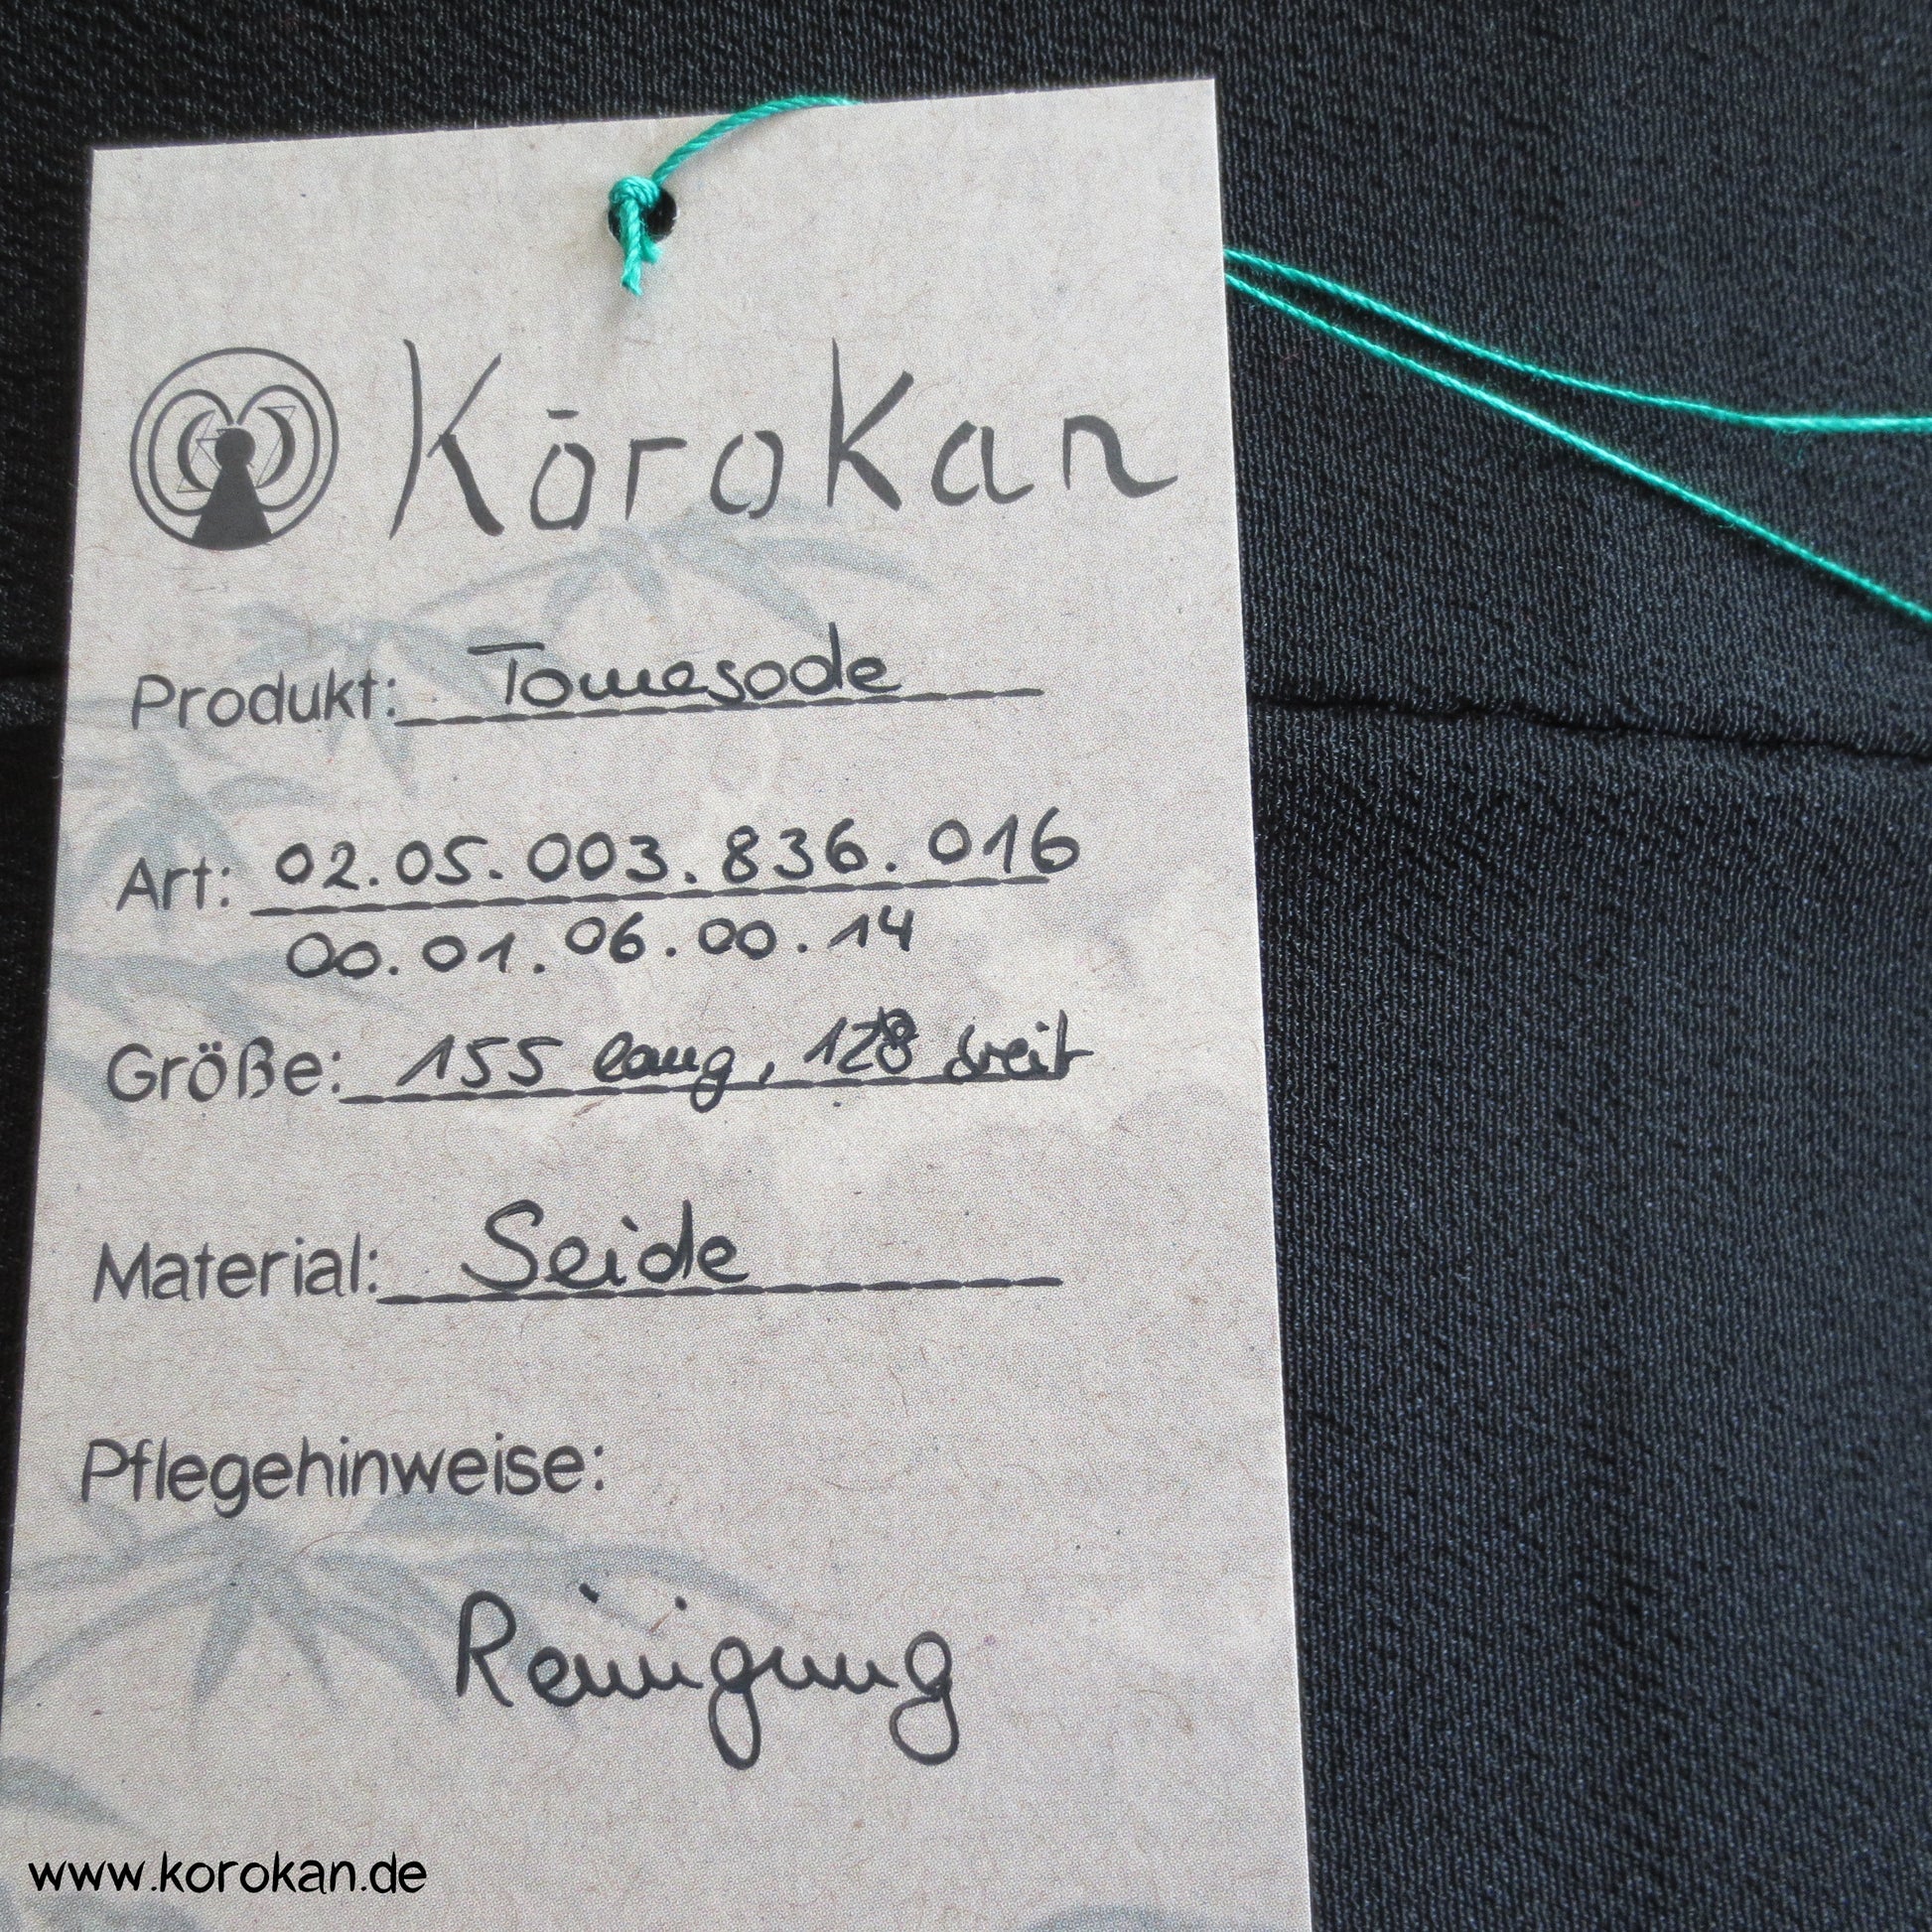 Kōrokan
Produkt: Tomesode
Art: 02.05.003.836.016
00.01.06.00.14
Größe: 155 lang, 128 breit
Material: Seide
Pflegehinweise:
Reinigung
www.korokan.de